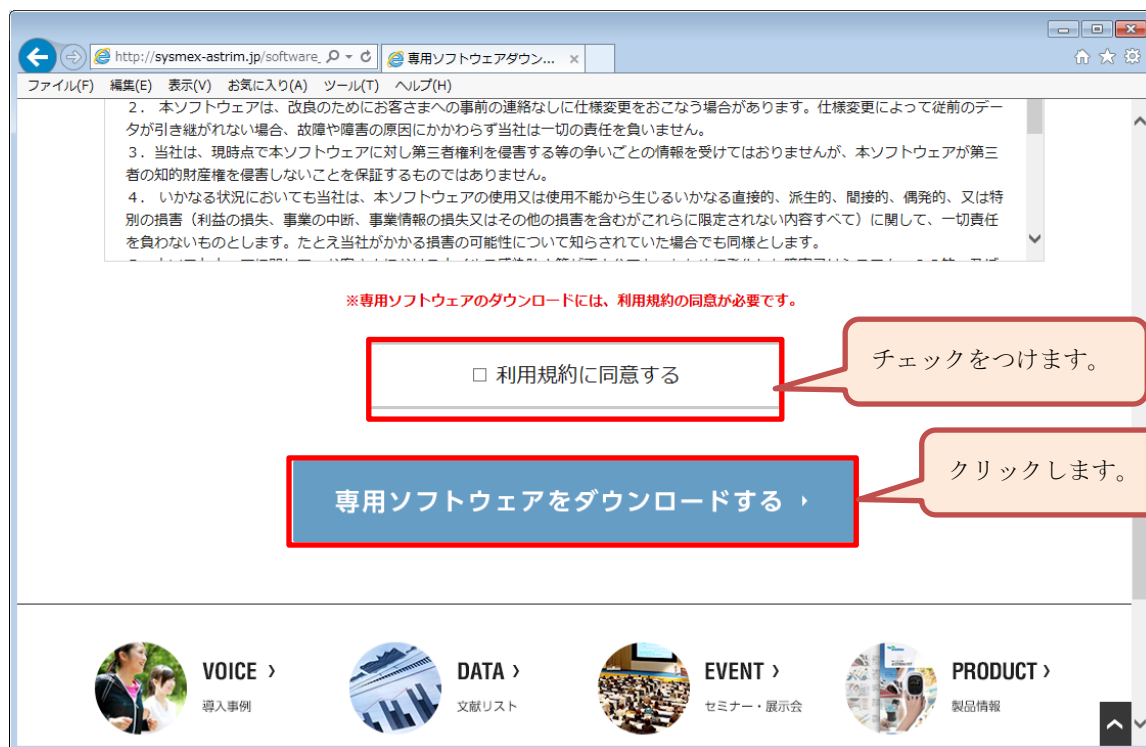 http://sysmex-astrim.jp/software_
専用ソフトウェアダウン...
ファイル(F) 編集(E) 表示(V) お気に入り(A) ツール(T) ヘルプ(H)
2． 本ソフトウェアは、改良のためにお客さまへの事前の連絡なしに仕様変更をおこなう場合があります。仕様変更によって従前のデー
タが引き継がれない場合、故障や障害の原因にかかわらず当社は一切の責任を負いません。
3．当社は、現時点で本ソフトウェアに対し第三者権利を侵害する等の争いごとの情報を受けてはおりませんが、本ソフトウェアが第三
者の知的財産権を侵害しないことを保証するものではありません。
4． いかなる状況においても当社は、本ソフトウェアの使用又は使用不能から生じるいかなる直接的、派生的、間接的、偶発的、又は特
別の損害（利益の損失、事業の中断、事業情報の損失又はその他の損害を含むがこれらに限定されない内容すべて）に関して、一切責任
を負わないものとします。たとえ当社がかかる損害の可能性について知らされていた場合でも同様とします。
※専用ソフトウェアのダウンロードには、利用規約の同意が必要です。
チェックをつけます。
□ 利用規約に同意する
クリックします。
専用ソフトウェアをダウンロードする
VOICE
導入事例
DATA
文献リスト
EVENT
セミナー・展示会
PRODUCT
製品情報